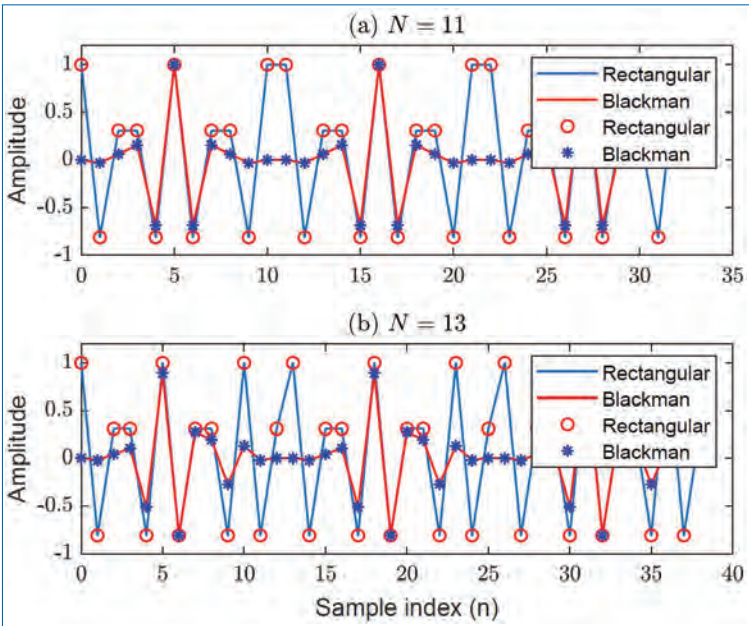 (a) N = 11
Amplitude
1
0.5
0
-0.5
-1
0 5 10 15 20 25 30 35
Rectangular
Blackman
Rectangular
Blackman
(b) N = 13
Amplitude
1
0.5
0
-0.5
-1
0 5 10 15 20 25 30 35 40
Rectangular
Blackman
Rectangular
Blackman
Sample index (n)